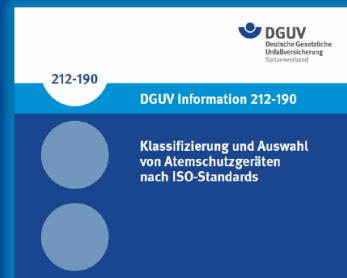 DGUV
Deutsche Gesetzliche
Unfallversicherung
Spitzenverband
212-190
DGUV Information 212-190
Klassifizierung und Auswahl
von Atemschutzgeräten
nach ISO-Standards